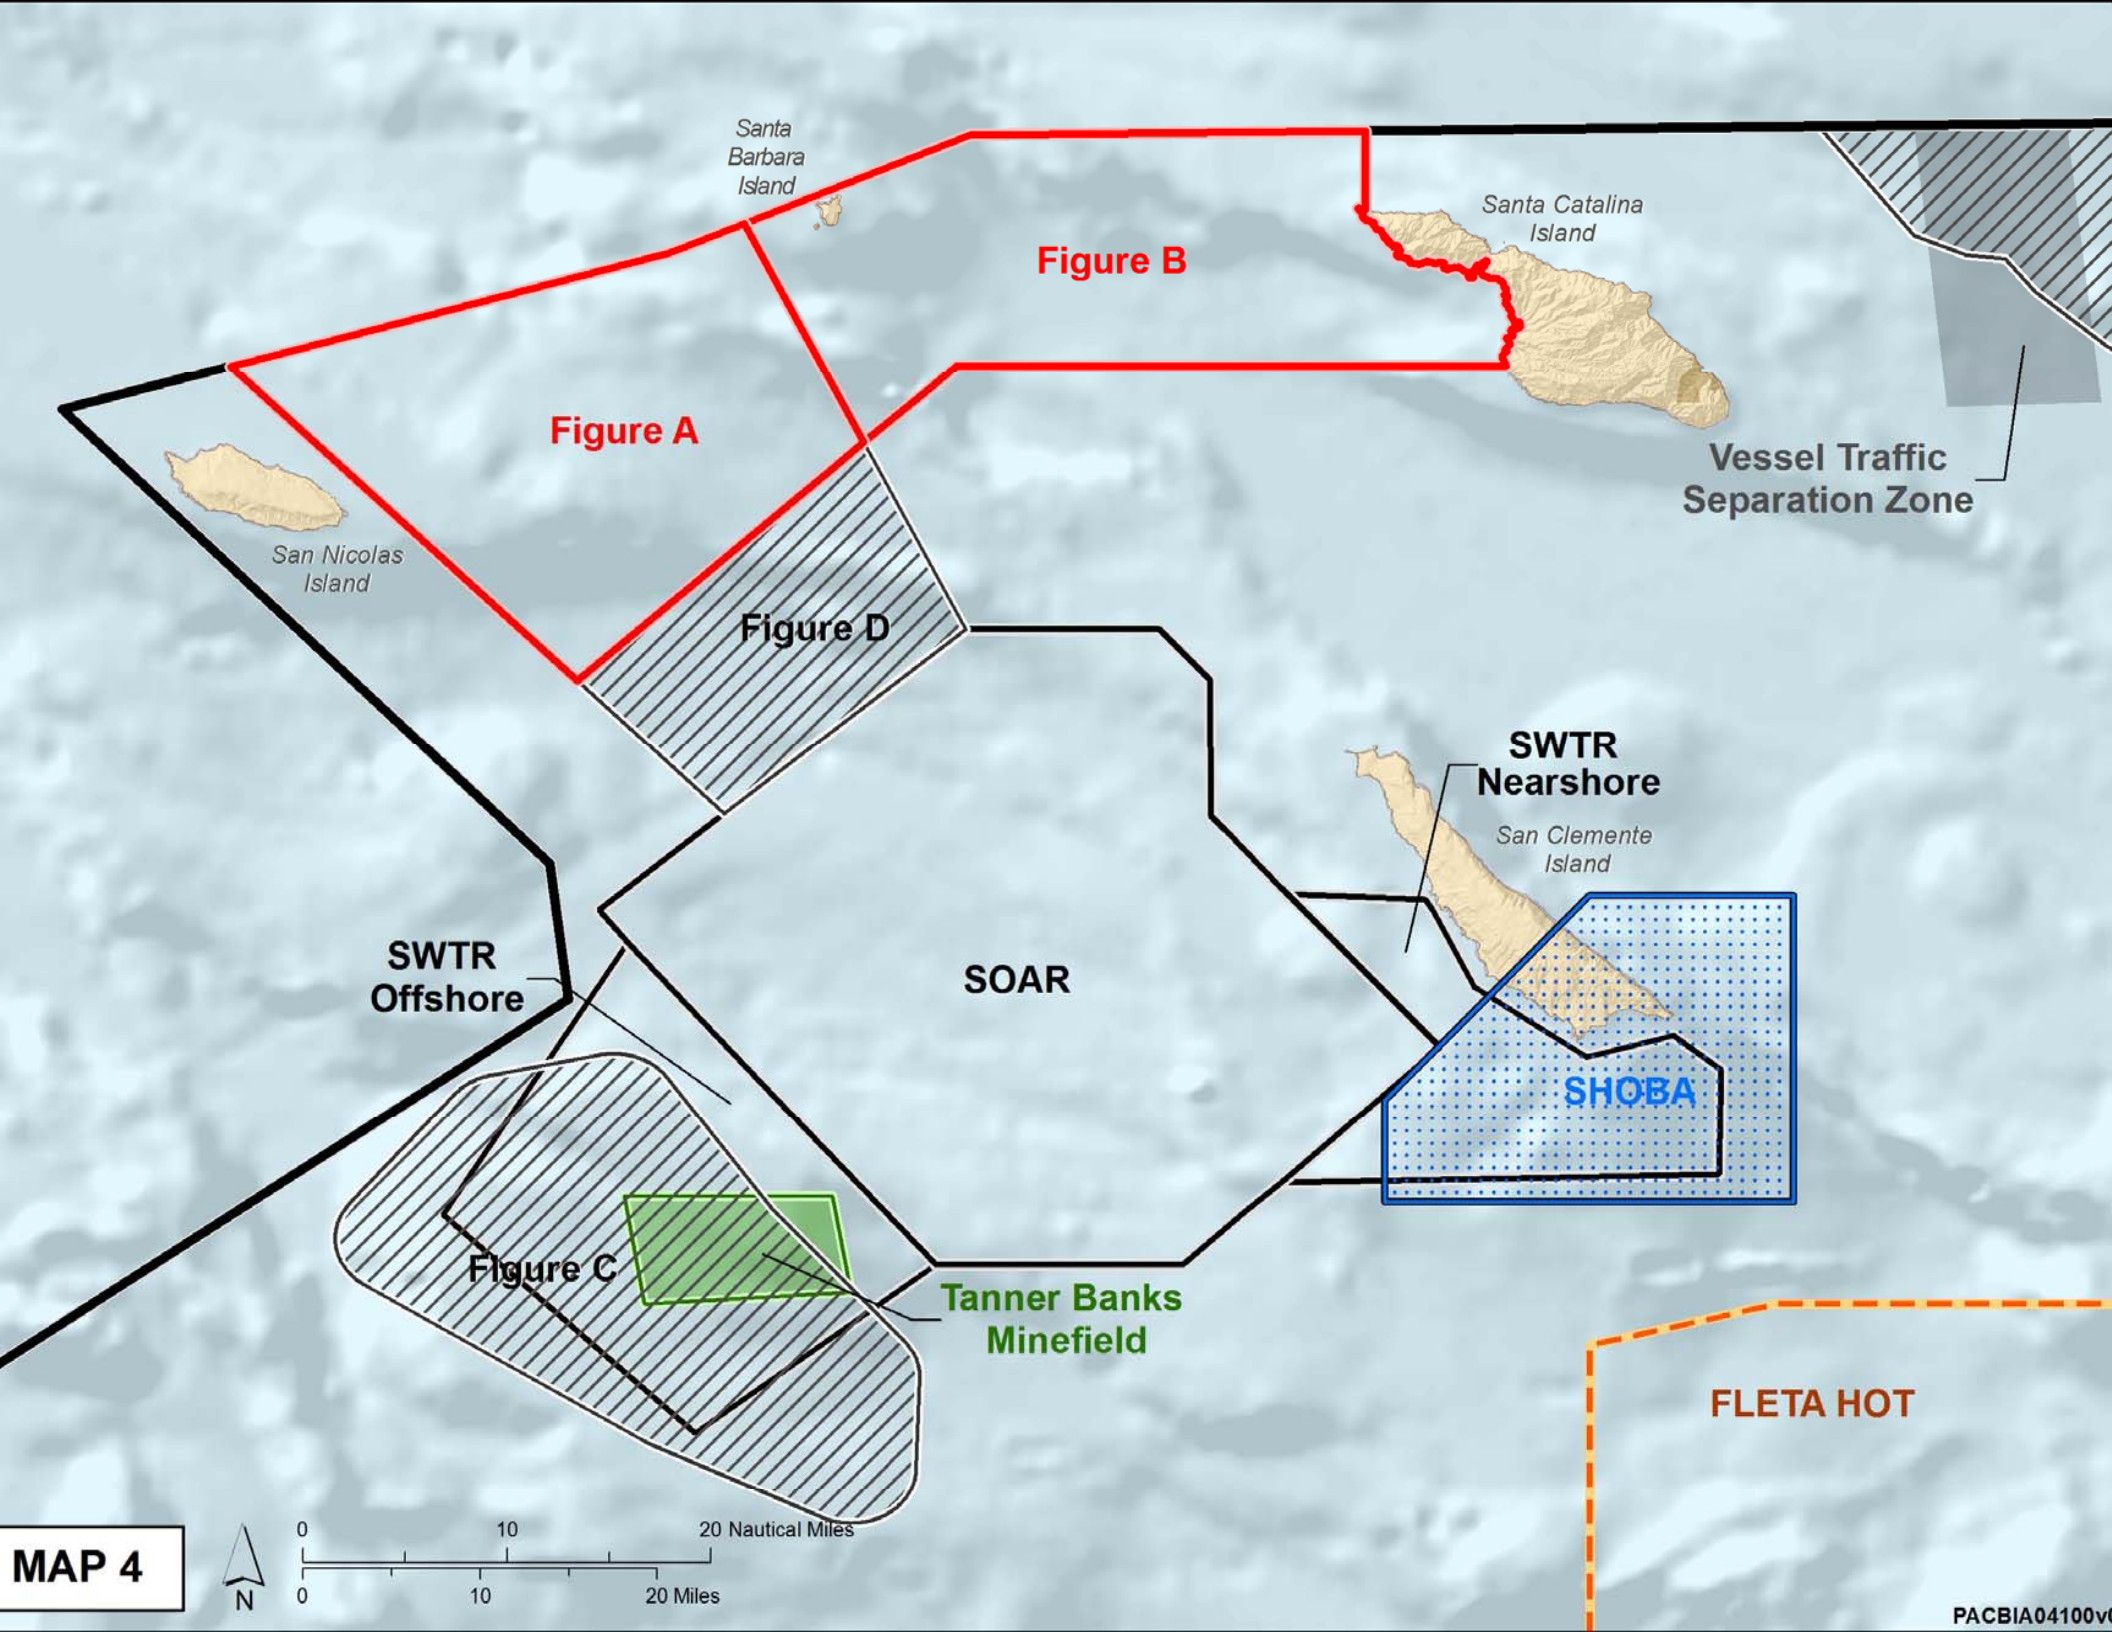 Santa
Barbara
Island
Santa Catalina
Island
Figure B
Figure A
Vessel Traffic
Separation Zone
San Nicolas
Island
Figure D
SWTR
Nearshore
San Clemente
Island
SWTR
Offshore
SOAR
SHOBA
Figure C
Tanner Banks
Minefield
FLETA HOT
MAP 4
N
0 10 20 Nautical Miles
0 10 20 Miles
PACBIA04100v